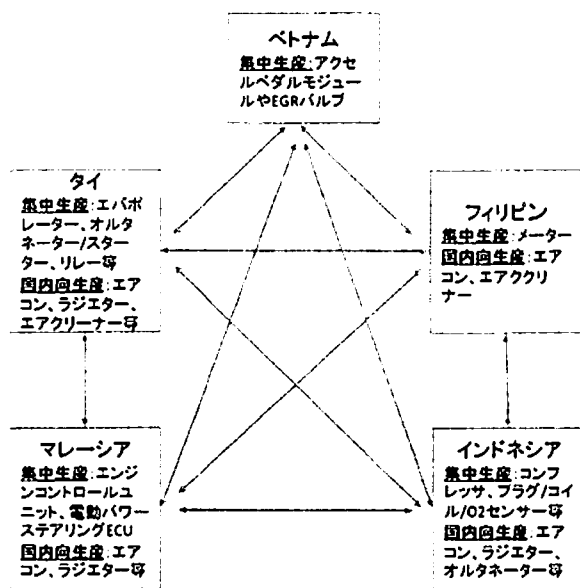 ベトナム
集中生産:アクセ
ルペダルモジュー
ルやEGRバルブ
タイ
集中生産:エバポ
レーター、オルタ
ネーター/スター
ター、リレー等
国内向生産:エア
コン、ラジエター、
エアクリーナー等
フィリピン
集中生産:メーター
国内向生産:エア
コン、エアククリ
ナー
マレーシア
集中生産:エンジ
ンコントロールユ
ニット、電動パワー
ステアリングECU
国内向生産:エア
コン、ラジエター等
インドネシア
集中生産:コンプ
レッサ、プラグ/コイ
ル/O2センサー等
国内向生産:エア
コン、ラジエター、
オルタネーター等